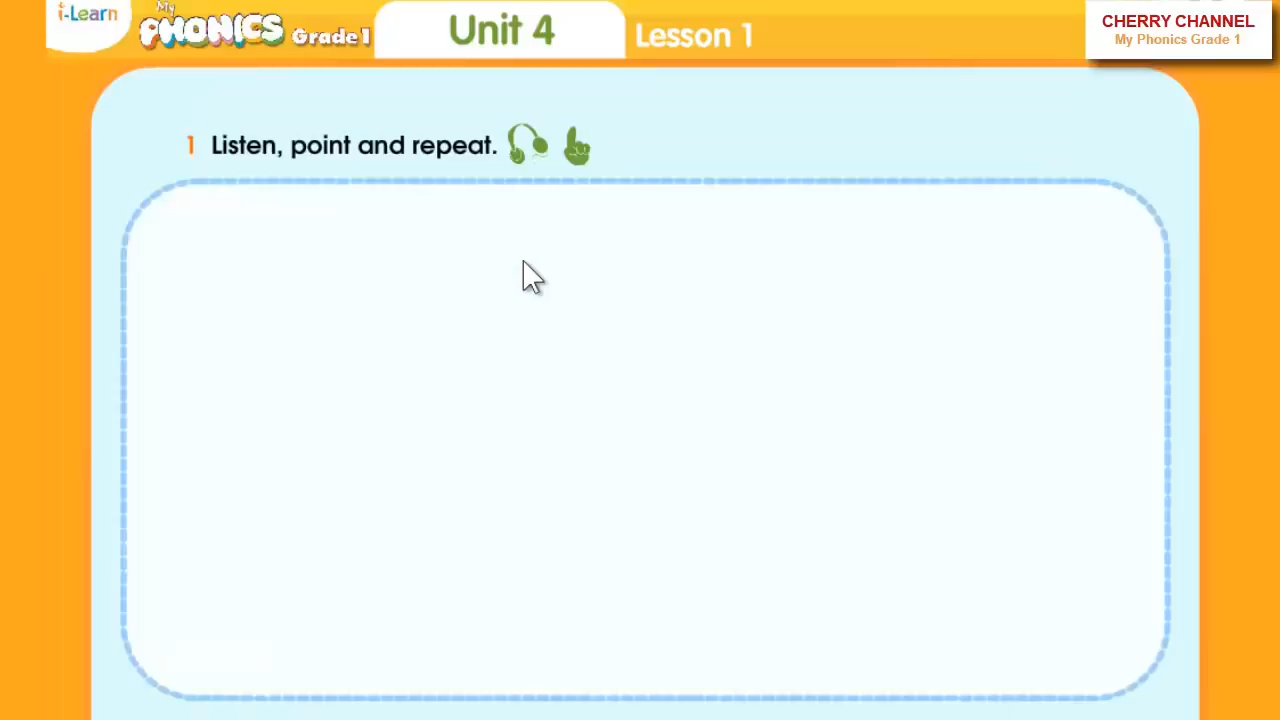 i-Learn
My
PHONICS Grade 1
Unit 4
Lesson 1
CHERRY CHANNEL
My Phonics Grade 1
1 Listen, point and repeat.